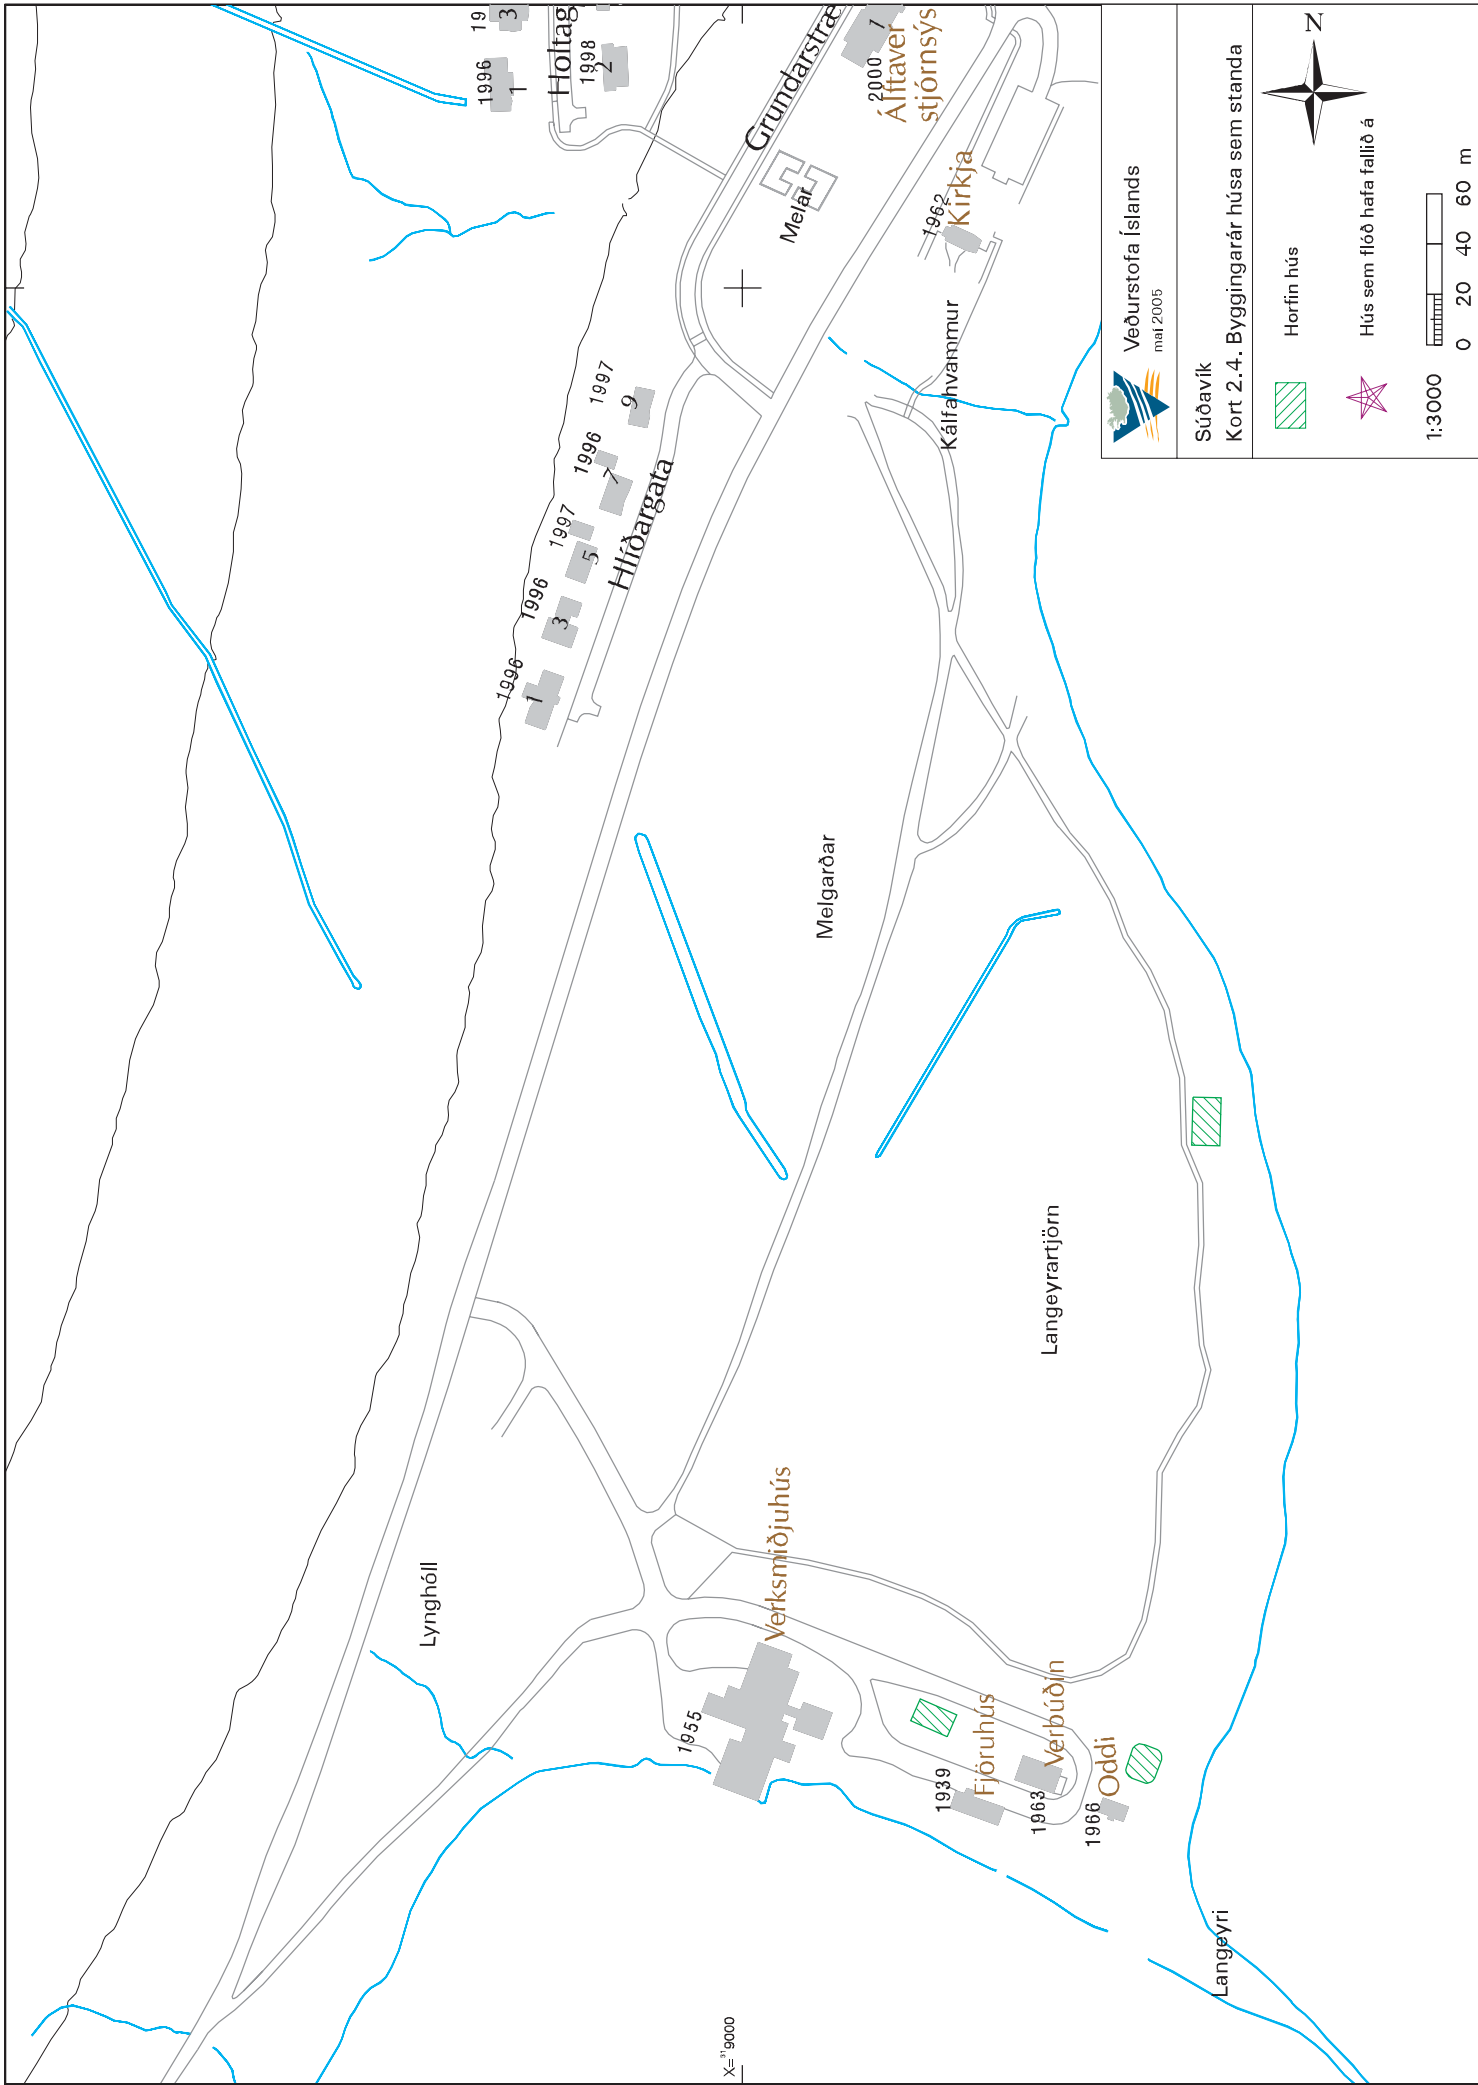 19
3
1996
1
Holtag
1998
2
Grundarstræ
2000
1
Álftaver
stjórnsýs
Melar
1962
Kirkja
Kálfahvammur
1997
9
1996
7
1997
5
1996
3
1996
1
Hlíðargata
Melgarðar
Langeyrartjörn
Lynghóll
Verksmiðjuhús
1955
1939
Fjöruhús
1963
Verbúðin
1966
Oddi
Langeyri
X=³¹9000
Veðurstofa Íslands
maí 2005
Súðavík
Kort 2.4. Byggingarár húsa sem standa
Horfin hús
Hús sem flóð hafa fallið á
N
1:3000
0 20 40 60 m